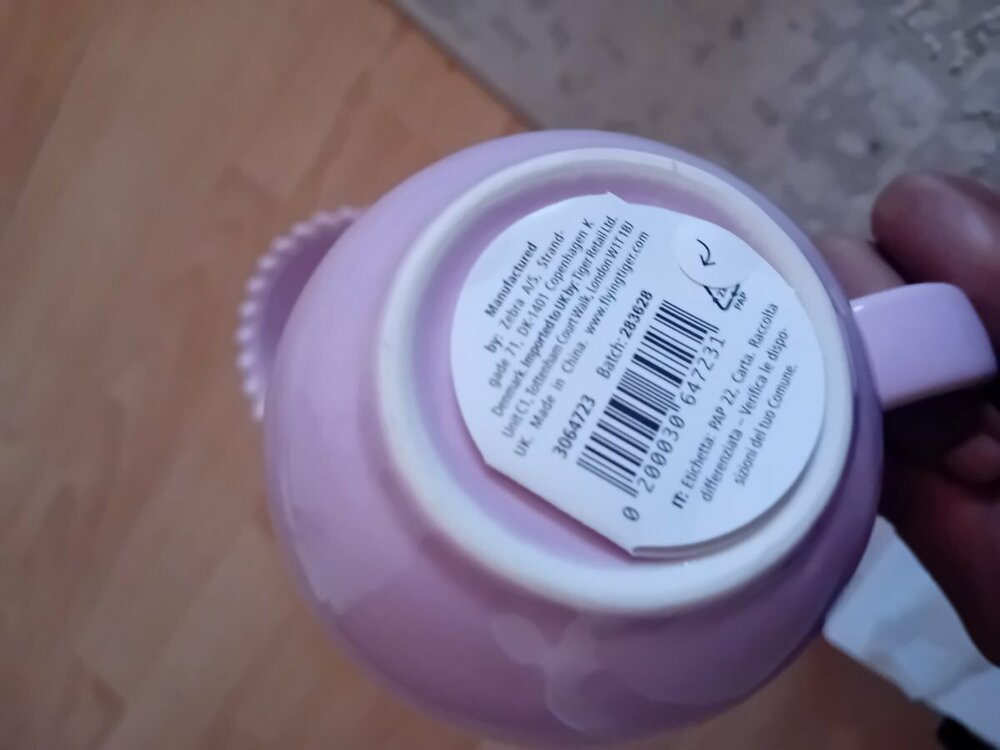 Manufactured
by: Zebra A/S, Strand-
gade 71, DK-1401 Copenhagen K
Denmark. Imported to UK by: Tiger Retail Ltd.
Unit C1, Tottenham Court Walk, London W1T 1BJ
UK. Made in China. www.flyingtiger.com
3064723 Batch: 283628
0 200030 647231
PAP
IT: Etichetta: PAP 22. Carta. Raccolta
differenziata – Verifica le dispo-
sizioni del tuo Comune.